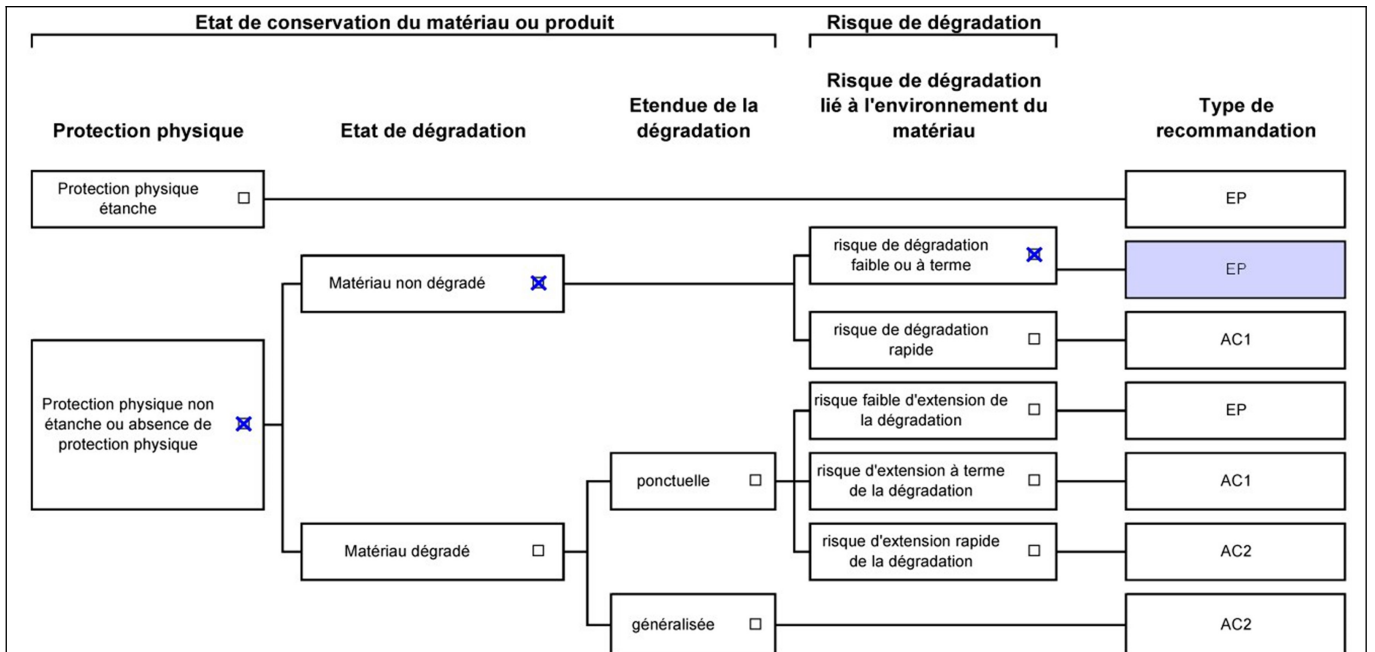 Etat de conservation du matériau ou produit
Risque de dégradation
Protection physique
Etat de dégradation
Etendue de la
dégradation
Risque de dégradation
lié à l'environnement du
matériau
Type de
recommandation
Protection physique
étanche
EP
risque de dégradation
faible ou à terme
EP
Matériau non dégradé
risque de dégradation
rapide
AC1
Protection physique non
étanche ou absence de
protection physique
risque faible d'extension de
la dégradation
EP
ponctuelle
risque d'extension à terme
de la dégradation
AC1
Matériau dégradé
risque d'extension rapide
de la dégradation
AC2
généralisée
AC2